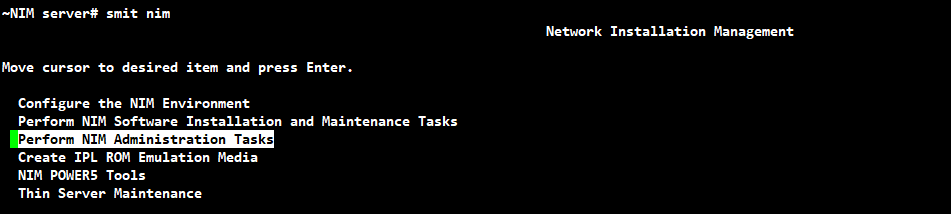 ~NIM server# smit nim
Network Installation Management
Move cursor to desired item and press Enter.
Configure the NIM Environment
Perform NIM Software Installation and Maintenance Tasks
Perform NIM Administration Tasks
Create IPL ROM Emulation Media
NIM POWER5 Tools
Thin Server Maintenance